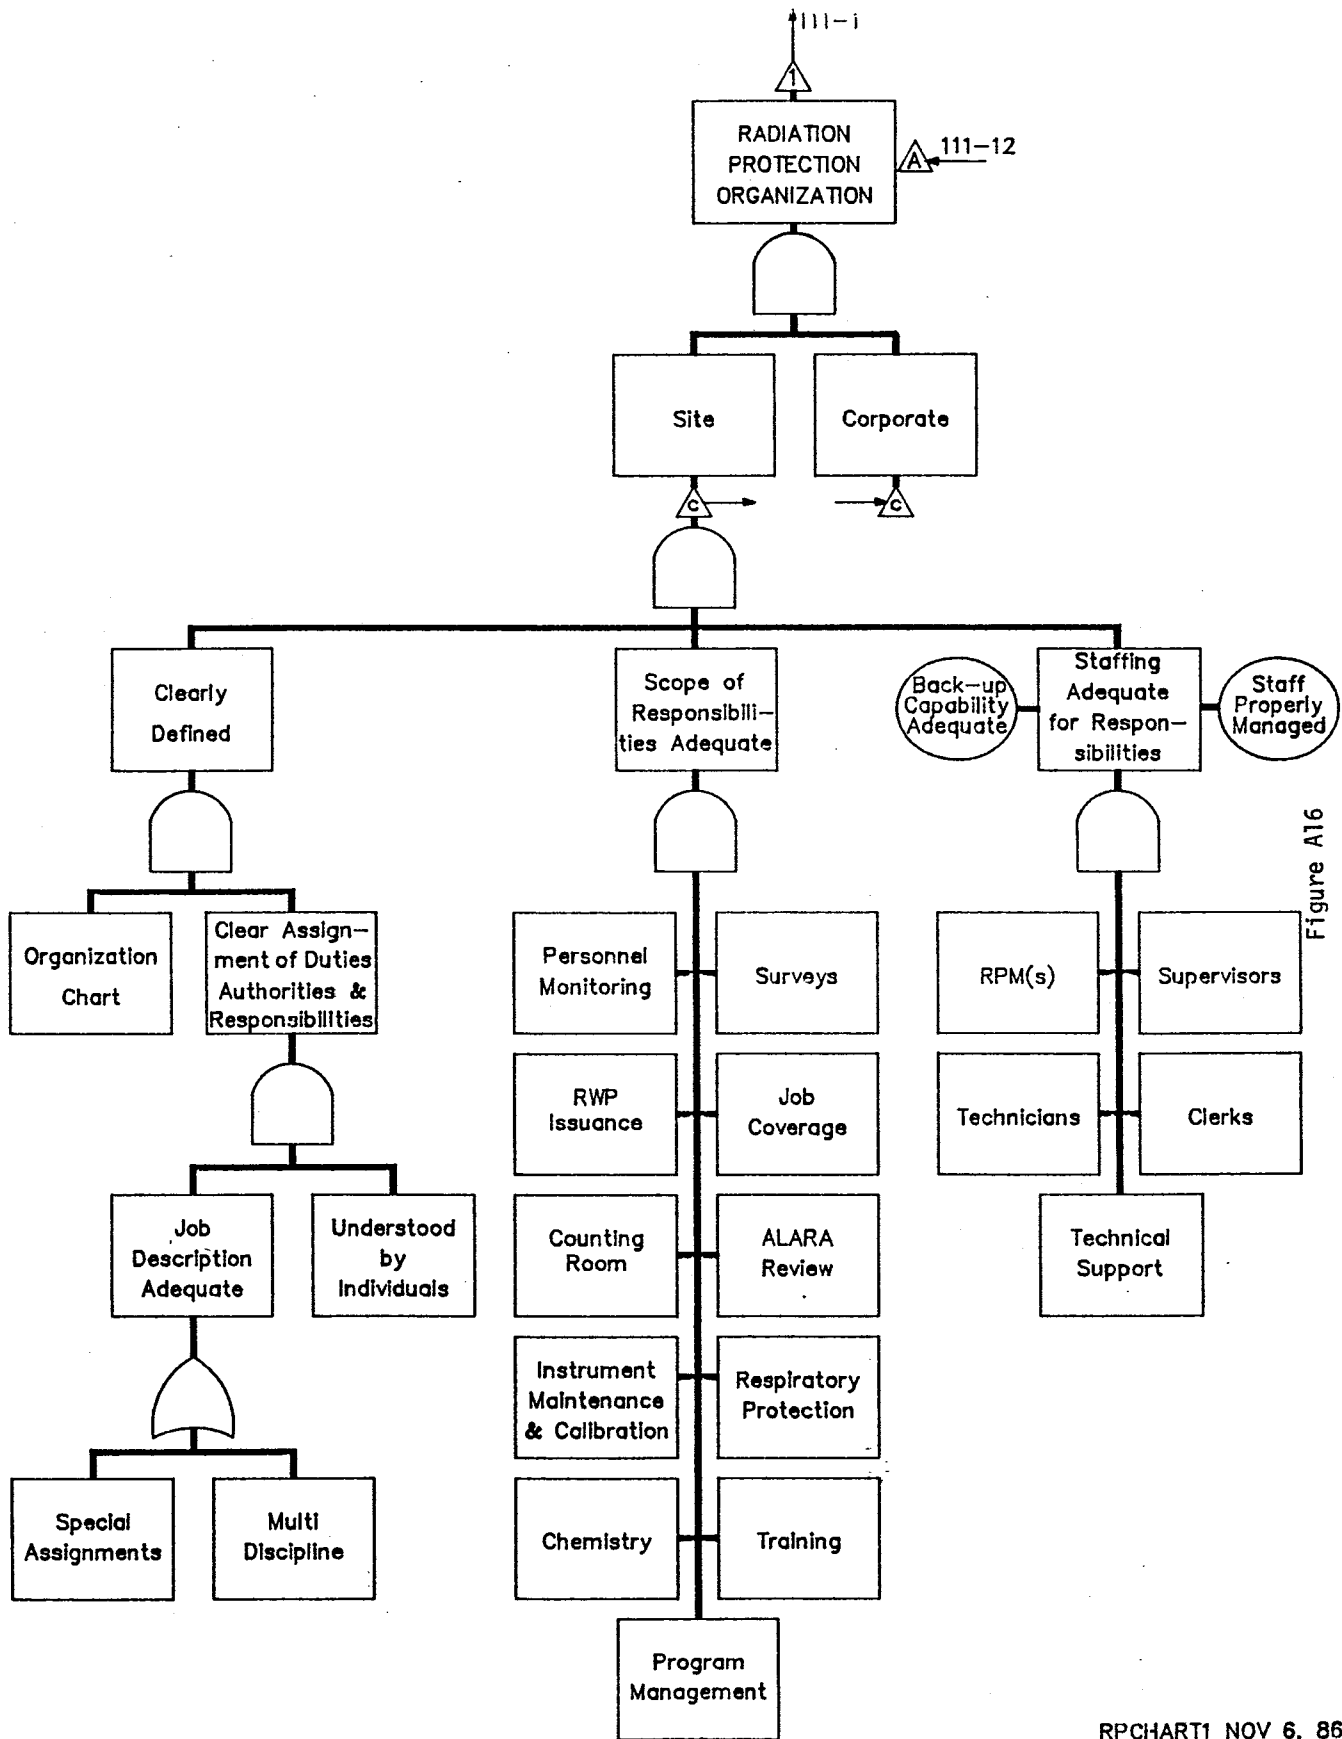 111-i
1
RADIATION
PROTECTION
ORGANIZATION
A
111-12
Site
Corporate
c
c
Clearly
Defined
Scope of
Responsibili-
ties Adequate
Back-up
Capability
Adequate
Staffing
Adequate
for Respon-
sibilities
Staff
Properly
Managed
Figure A16
Organization
Chart
Clear Assign-
ment of Duties
Authorities &
Responsibilities
Personnel
Monitoring
Surveys
RPM(s)
Supervisors
RWP
Issuance
Job
Coverage
Technicians
Clerks
Job
Description
Adequate
Understood
by
Individuals
Counting
Room
ALARA
Review
Technical
Support
Instrument
Maintenance
& Calibration
Respiratory
Protection
Special
Assignments
Multi
Discipline
Chemistry
Training
Program
Management
RPCHART1 NOV 6, 86